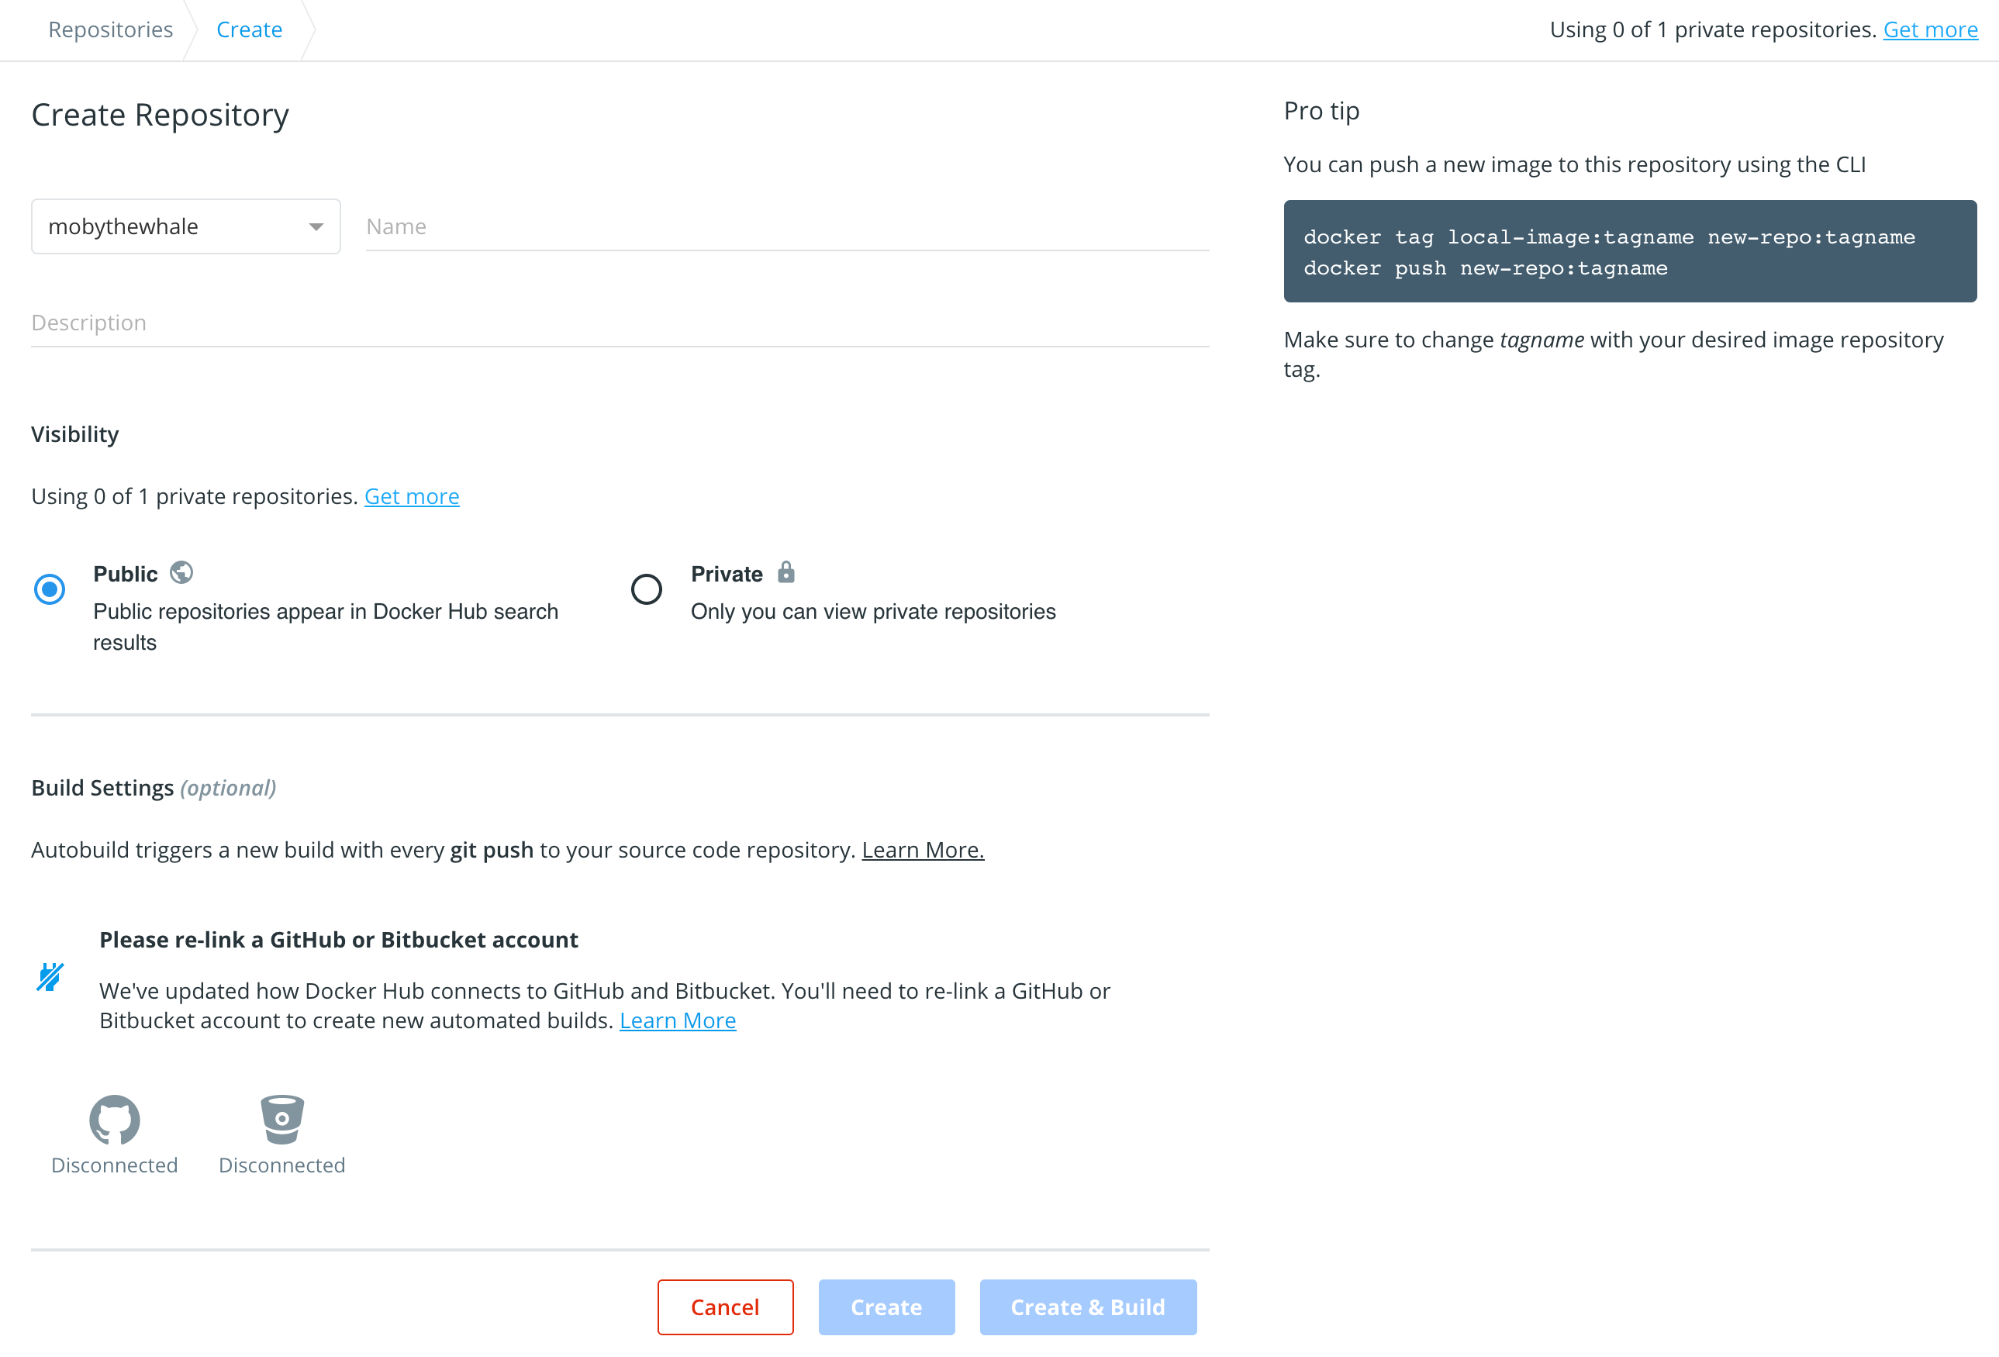 Repositories
Create
Using 0 of 1 private repositories. Get more
Create Repository
mobythewhale
Name
Description
Visibility
Using 0 of 1 private repositories. Get more
Public
Public repositories appear in Docker Hub search
results
Private
Only you can view private repositories
Build Settings (optional)
Autobuild triggers a new build with every git push to your source code repository. Learn More.
Please re-link a GitHub or Bitbucket account
We've updated how Docker Hub connects to GitHub and Bitbucket. You'll need to re-link a GitHub or
Bitbucket account to create new automated builds. Learn More
Disconnected
Disconnected
Cancel
Create
Create & Build
Pro tip
You can push a new image to this repository using the CLI
docker tag local-image:tagname new-repo:tagname
docker push new-repo:tagname
Make sure to change tagname with your desired image repository
tag.